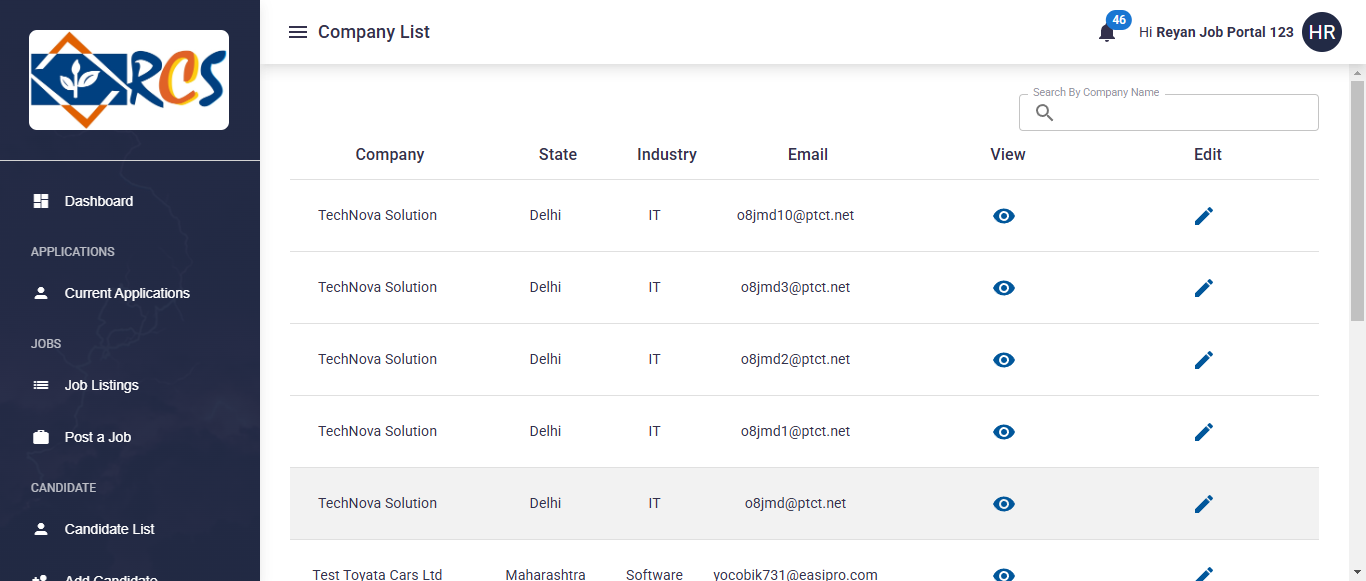 RCS
Company List
46
Hi Reyan Job Portal 123
HR
Search By Company Name
Dashboard
APPLICATIONS
Current Applications
JOBS
Job Listings
Post a Job
CANDIDATE
Candidate List
Add Candidate
Company State Industry Email View Edit
TechNova Solution Delhi IT o8jmd10@ptct.net
TechNova Solution Delhi IT o8jmd3@ptct.net
TechNova Solution Delhi IT o8jmd2@ptct.net
TechNova Solution Delhi IT o8jmd1@ptct.net
TechNova Solution Delhi IT o8jmd@ptct.net
Test Toyata Cars Ltd Maharashtra Software yocobik731@easipro.com